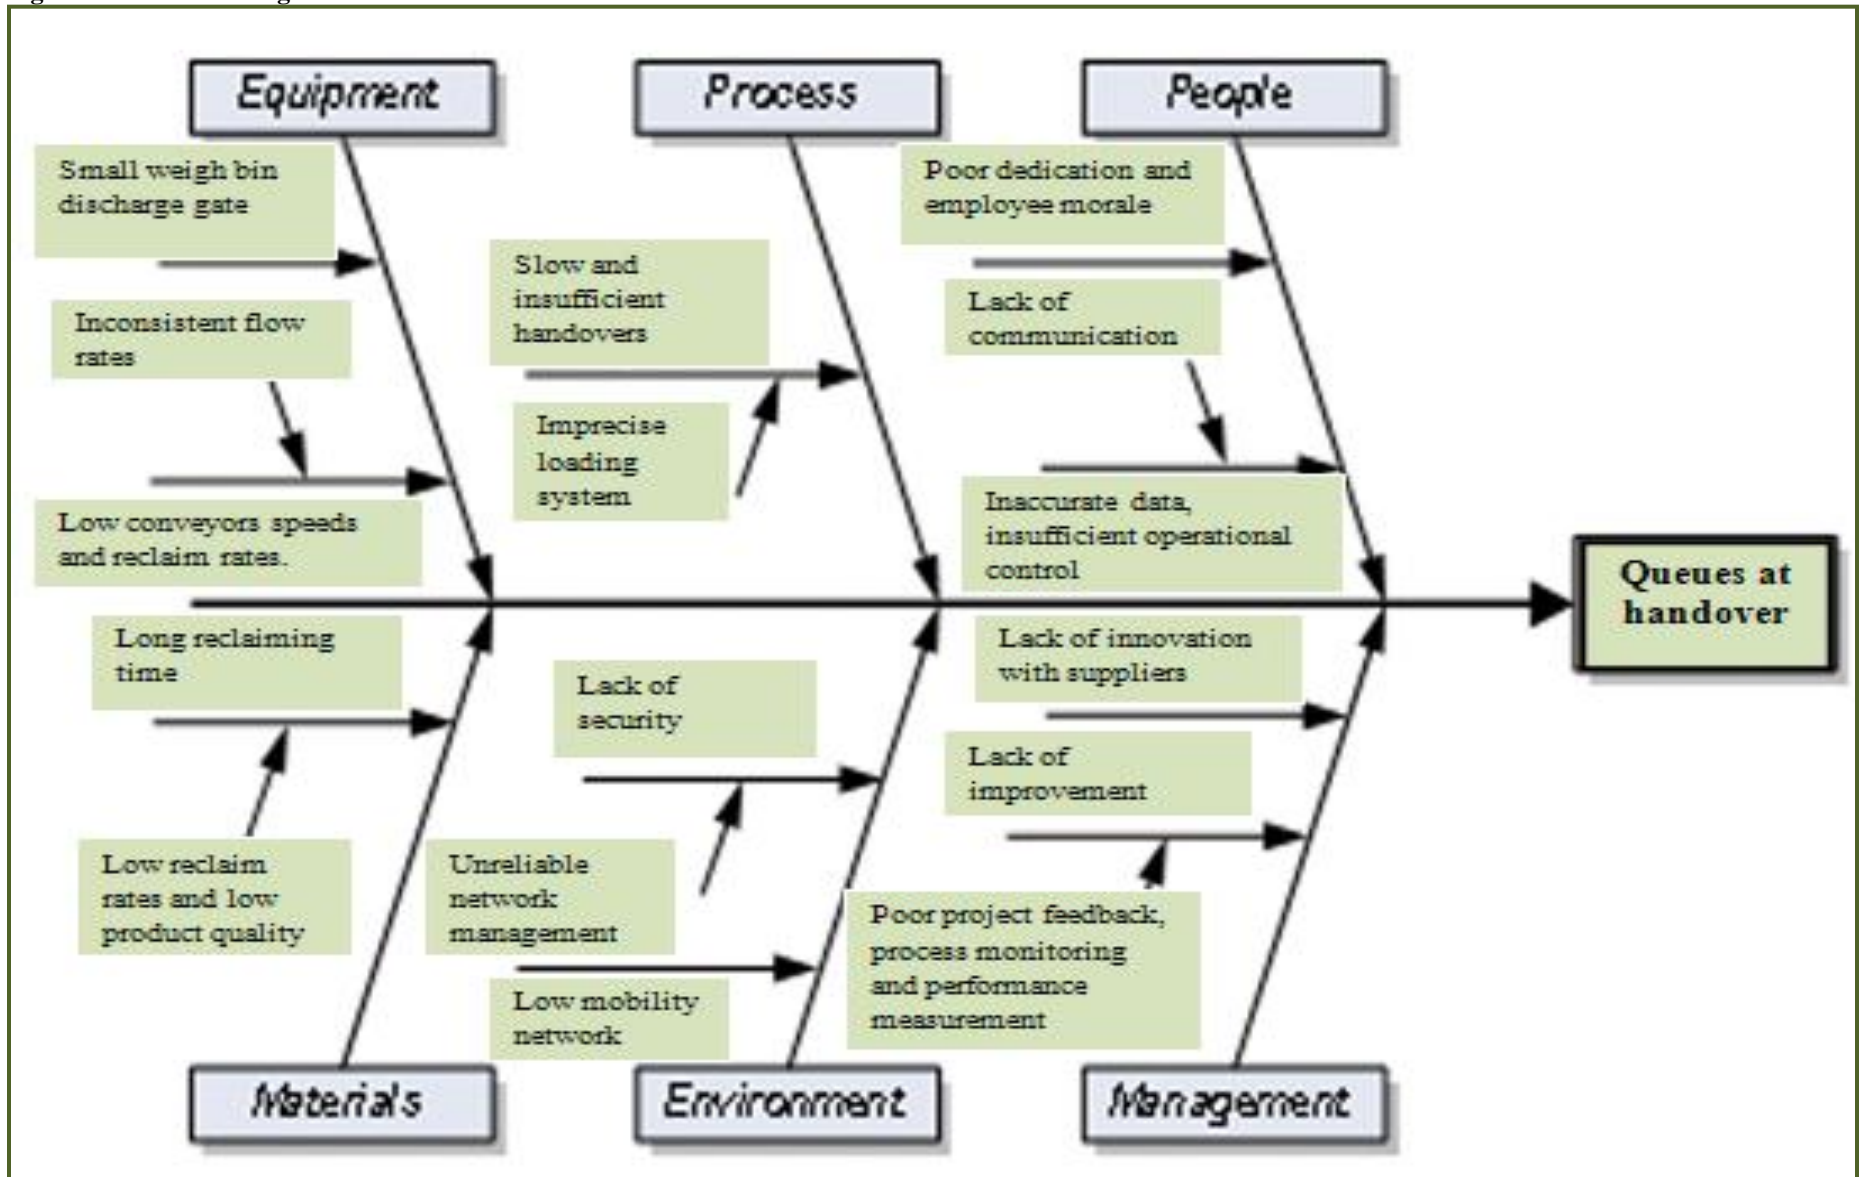 Equipment
Process
People
Small weigh bin
discharge gate
Poor dedication and
employee morale
Slow and
insufficient
handovers
Inconsistent flow
rates
Lack of
communication
Imprecise
loading
system
Low conveyors speeds
and reclaim rates.
Inaccurate data,
insufficient operational
control
Queues at
handover
Long reclaiming
time
Lack of
security
Lack of innovation
with suppliers
Lack of
improvement
Low reclaim
rates and low
product quality
Unreliable
network
management
Poor project feedback,
process monitoring
and performance
measurement
Low mobility
network
Materials
Environment
Management